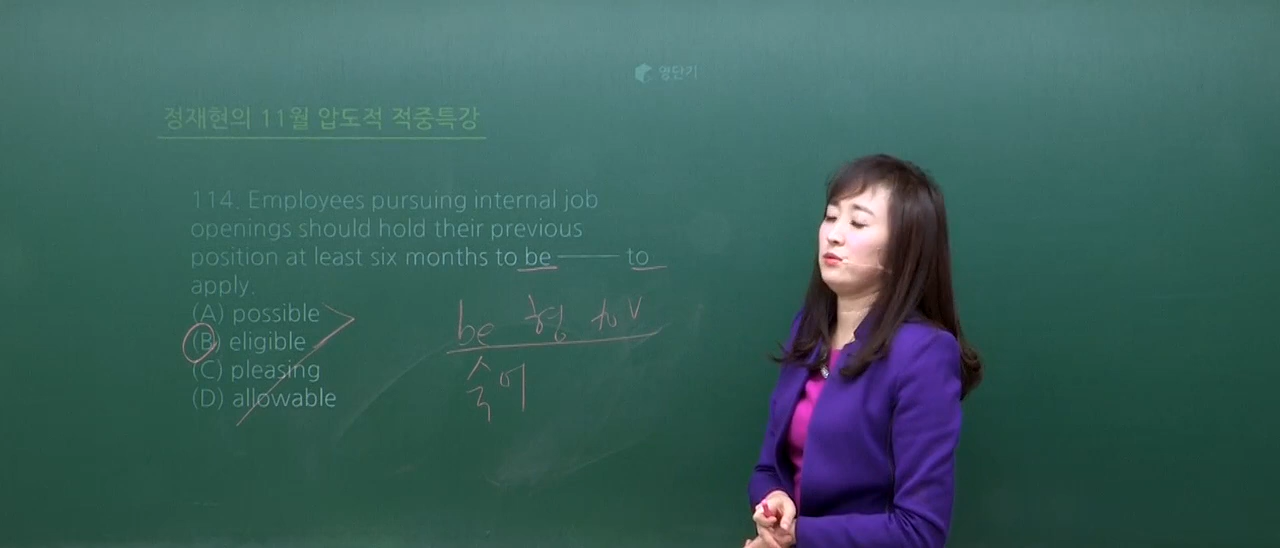 영단기
정재현의 11월 압도적 적중특강
114. Employees pursuing internal job
openings should hold their previous
position at least six months to be ——— to
apply.
(A) possible
(B) eligible
(C) pleasing
(D) allowable
be 형 to V
숙어